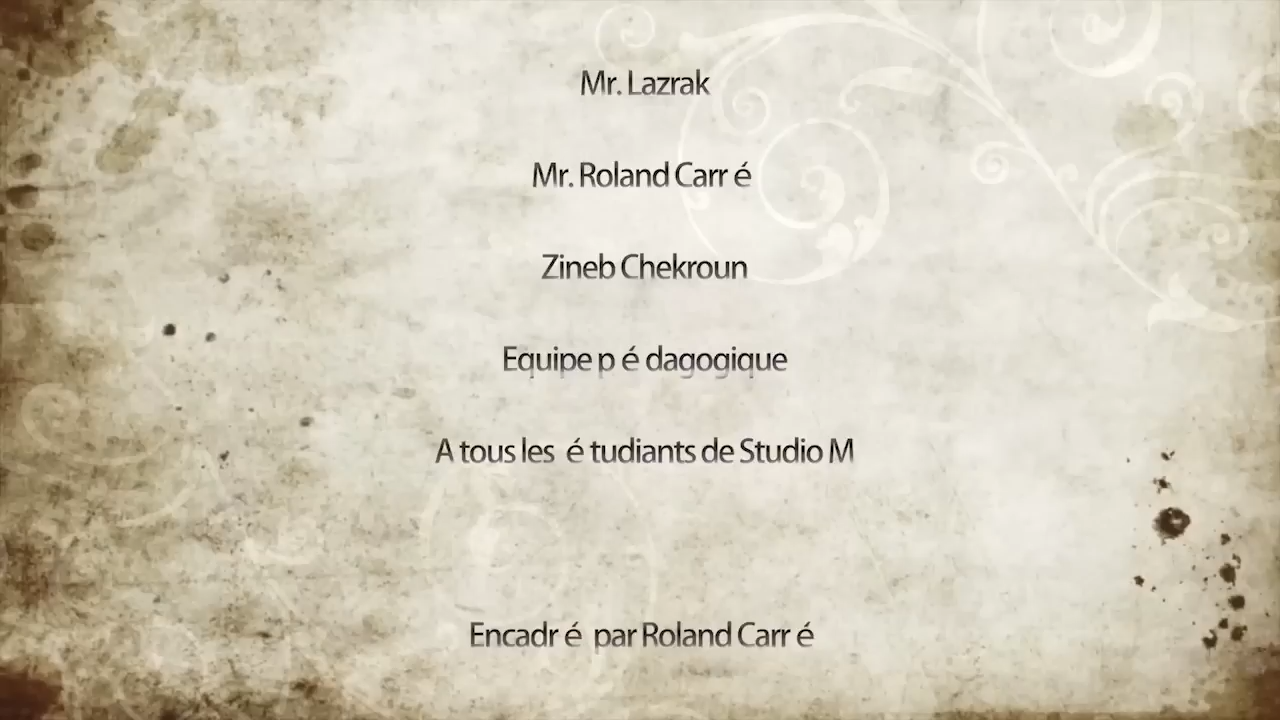 Mr. Lazrak
Mr. Roland Carr é
Zineb Chekroun
Equipe p é dagogique
A tous les é tudiants de Studio M
Encadr é par Roland Carr é